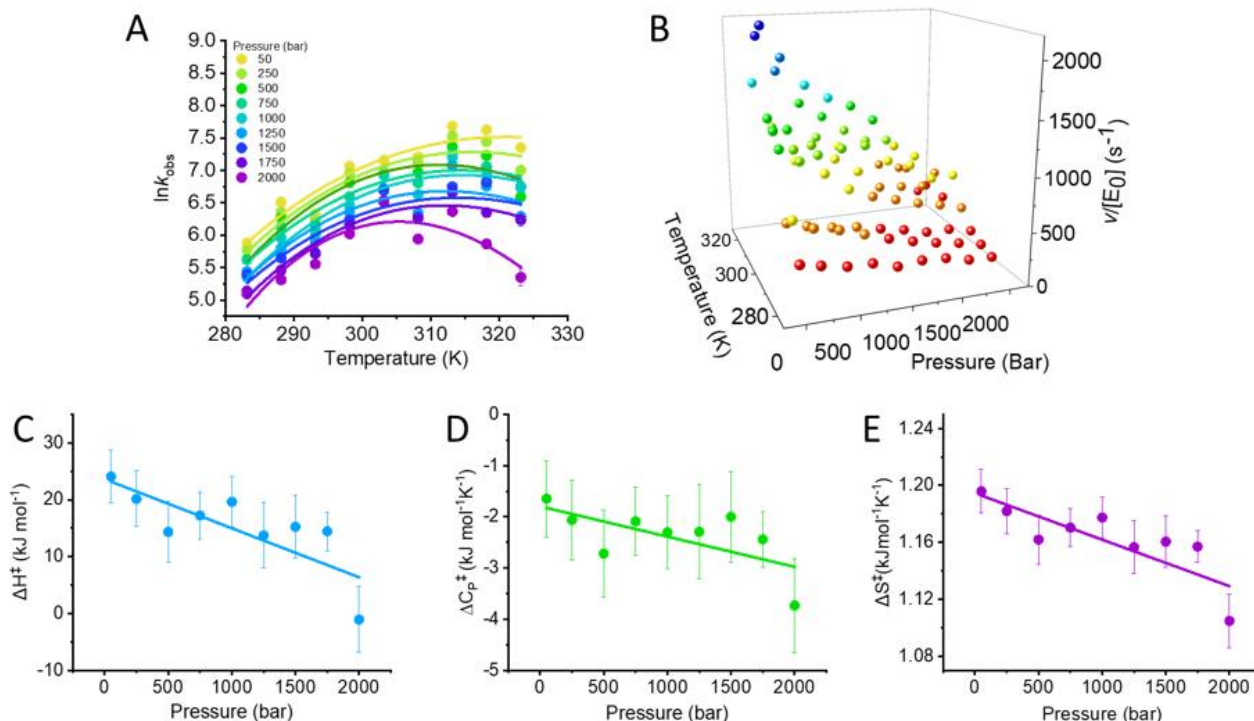 A
lnk_obs
9.0
8.5
8.0
7.5
7.0
6.5
6.0
5.5
5.0
Pressure (bar)
50
250
500
750
1000
1250
1500
1750
2000
280 290 300 310 320 330
Temperature (K)
B
2000
1500
1000
500
0
v/[E₀] (s⁻¹)
Temperature (K)
320
300
280
0 500 1000 1500 2000
Pressure (Bar)
C
ΔH‡ (kJ mol⁻¹)
30
20
10
0
-10
0 500 1000 1500 2000
Pressure (bar)
D
ΔC_P‡ (kJ mol⁻¹K⁻¹)
0
-1
-2
-3
-4
-5
0 500 1000 1500 2000
Pressure (bar)
E
ΔS‡(kJmol⁻¹K⁻¹)
1.24
1.20
1.16
1.12
1.08
0 500 1000 1500 2000
Pressure (bar)